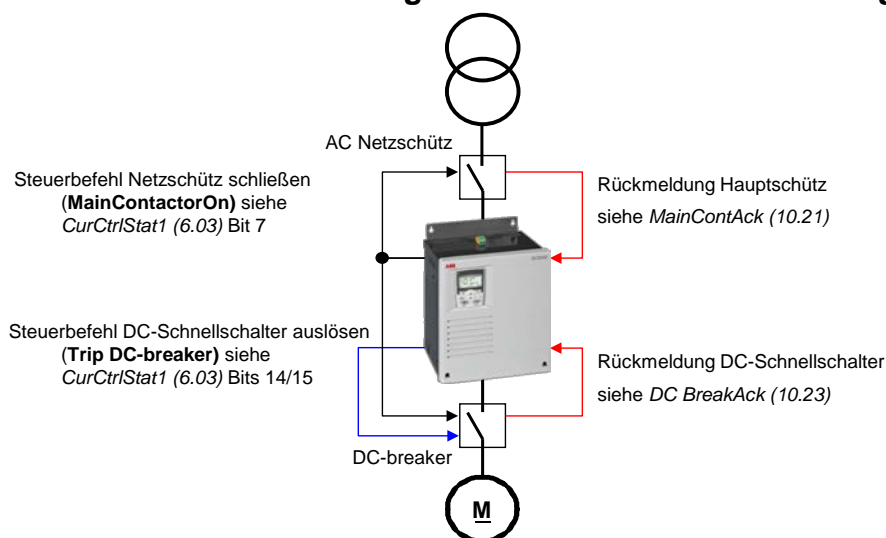 AC Netzschütz
Steuerbefehl Netzschütz schließen
(MainContactorOn) siehe
CurCtrlStat1 (6.03) Bit 7
Rückmeldung Hauptschütz
siehe MainContAck (10.21)
ABB
Steuerbefehl DC-Schnellschalter auslösen
(Trip DC-breaker) siehe
CurCtrlStat1 (6.03) Bits 14/15
Rückmeldung DC-Schnellschalter
siehe DC BreakAck (10.23)
DC-breaker
M